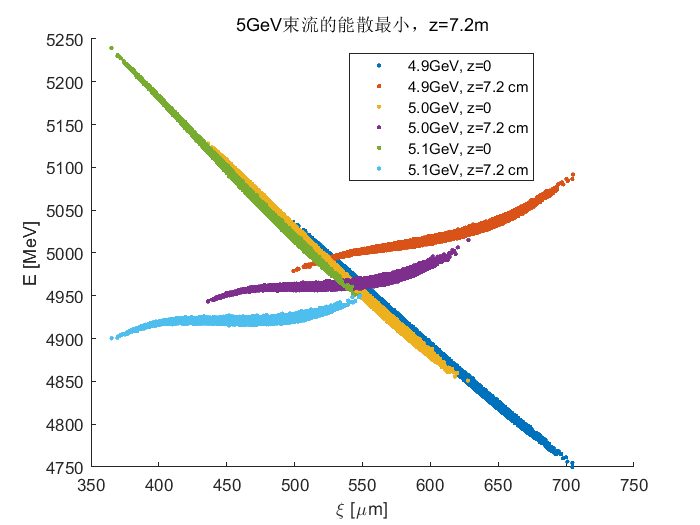 5GeV束流的能散最小，z=7.2m
4.9GeV, z=0
4.9GeV, z=7.2 cm
5.0GeV, z=0
5.0GeV, z=7.2 cm
5.1GeV, z=0
5.1GeV, z=7.2 cm
E [MeV]
5250
5200
5150
5100
5050
5000
4950
4900
4850
4800
4750
350 400 450 500 550 600 650 700 750
ξ [μm]